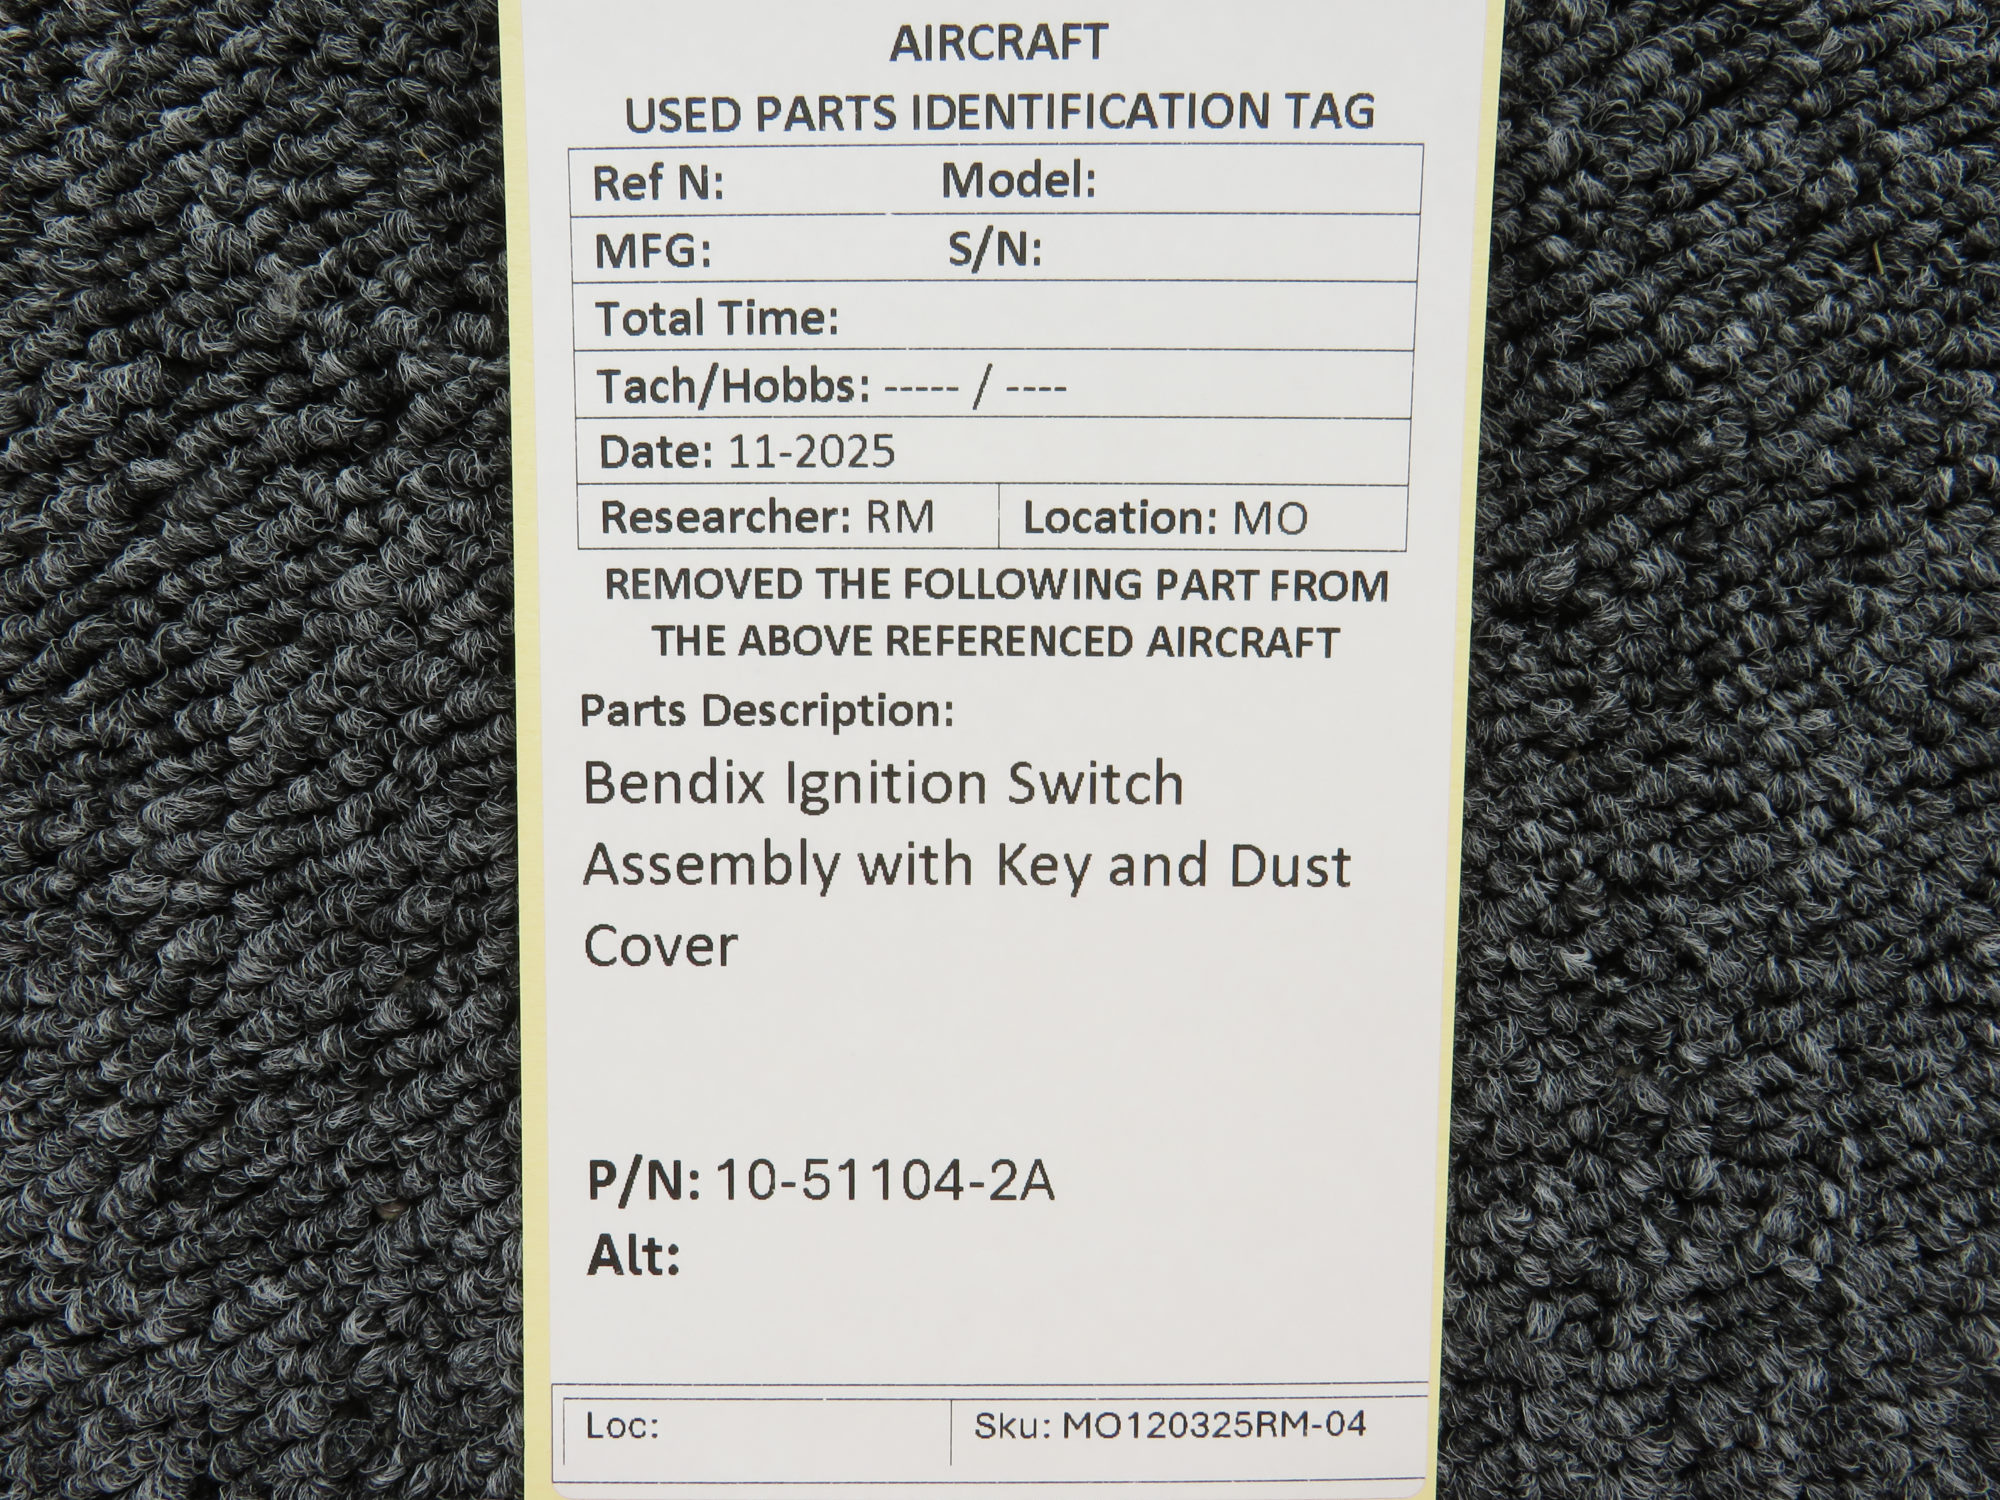 AIRCRAFT
USED PARTS IDENTIFICATION TAG
Ref N: Model:
MFG: S/N:
Total Time:
Tach/Hobbs: ----- / ----
Date: 11-2025
Researcher: RM Location: MO
REMOVED THE FOLLOWING PART FROM
THE ABOVE REFERENCED AIRCRAFT
Parts Description:
Bendix Ignition Switch
Assembly with Key and Dust
Cover
P/N: 10-51104-2A
Alt:
Loc: Sku: MO120325RM-04